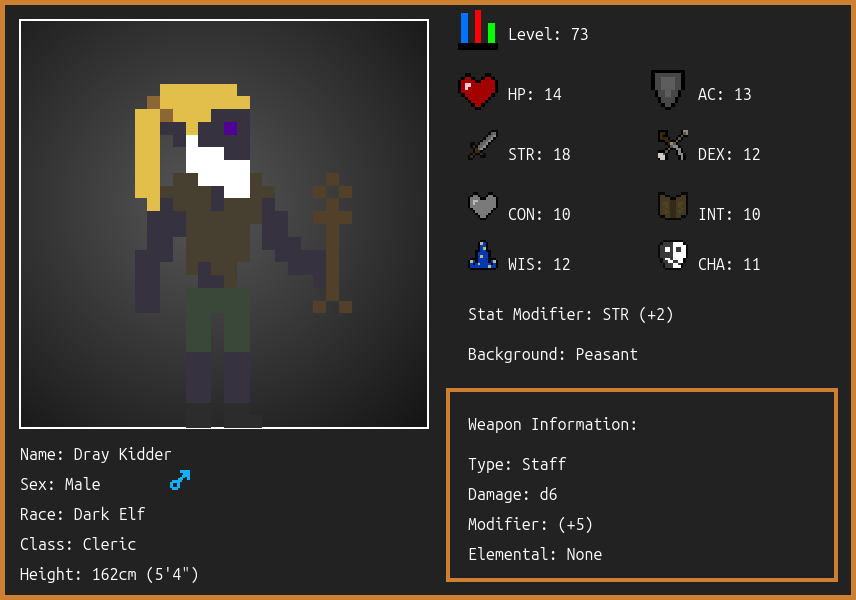 Level: 73
HP: 14
AC: 13
STR: 18
DEX: 12
CON: 10
INT: 10
WIS: 12
CHA: 11
Stat Modifier: STR (+2)
Background: Peasant
Weapon Information:
Type: Staff
Damage: d6
Modifier: (+5)
Elemental: None
Name: Dray Kidder
Sex: Male
Race: Dark Elf
Class: Cleric
Height: 162cm (5'4")